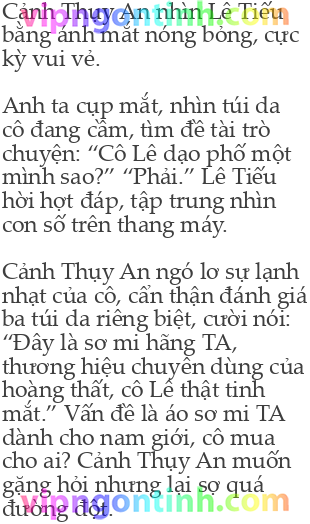 Cảnh Thụy An nhìn Lê Tiếu
bằng ánh mắt nóng bỏng, cực
kỳ vui vẻ.
Anh ta cụp mắt, nhìn túi da
cô đang cầm, tìm đề tài trò
chuyện: “Cô Lê dạo phố một
mình sao?” “Phải.” Lê Tiếu
hời hợt đáp, tập trung nhìn
con số trên thang máy.
Cảnh Thụy An ngó lơ sự lạnh
nhạt của cô, cẩn thận đánh giá
ba túi da riêng biệt, cười nói:
“Đây là sơ mi hãng TA,
thương hiệu chuyên dùng của
hoàng thất, cô Lê thật tinh
mắt.” Vấn đề là áo sơ mi TA
dành cho nam giới, cô mua
cho ai? Cảnh Thụy An muốn
gặng hỏi nhưng lại sợ quá
đường đột.
vipngontinh.com
vipngontinh.com